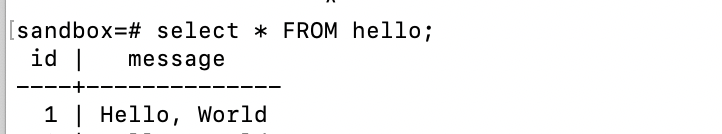 [sandbox=# select * FROM hello;
 id |   message
----+--------------
  1 | Hello, World